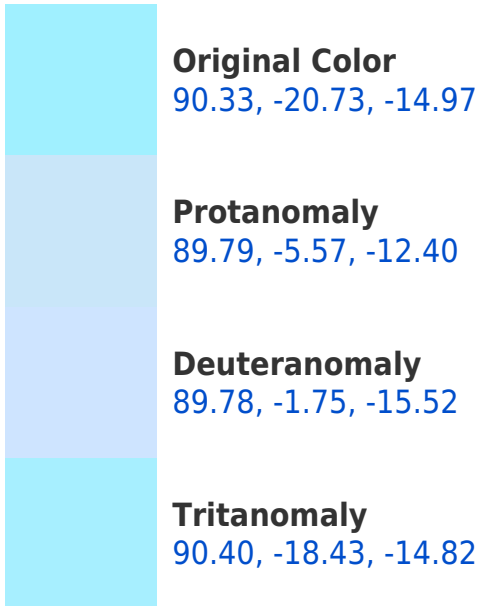 Original Color
90.33, -20.73, -14.97
Protanomaly
89.79, -5.57, -12.40
Deuteranomaly
89.78, -1.75, -15.52
Tritanomaly
90.40, -18.43, -14.82